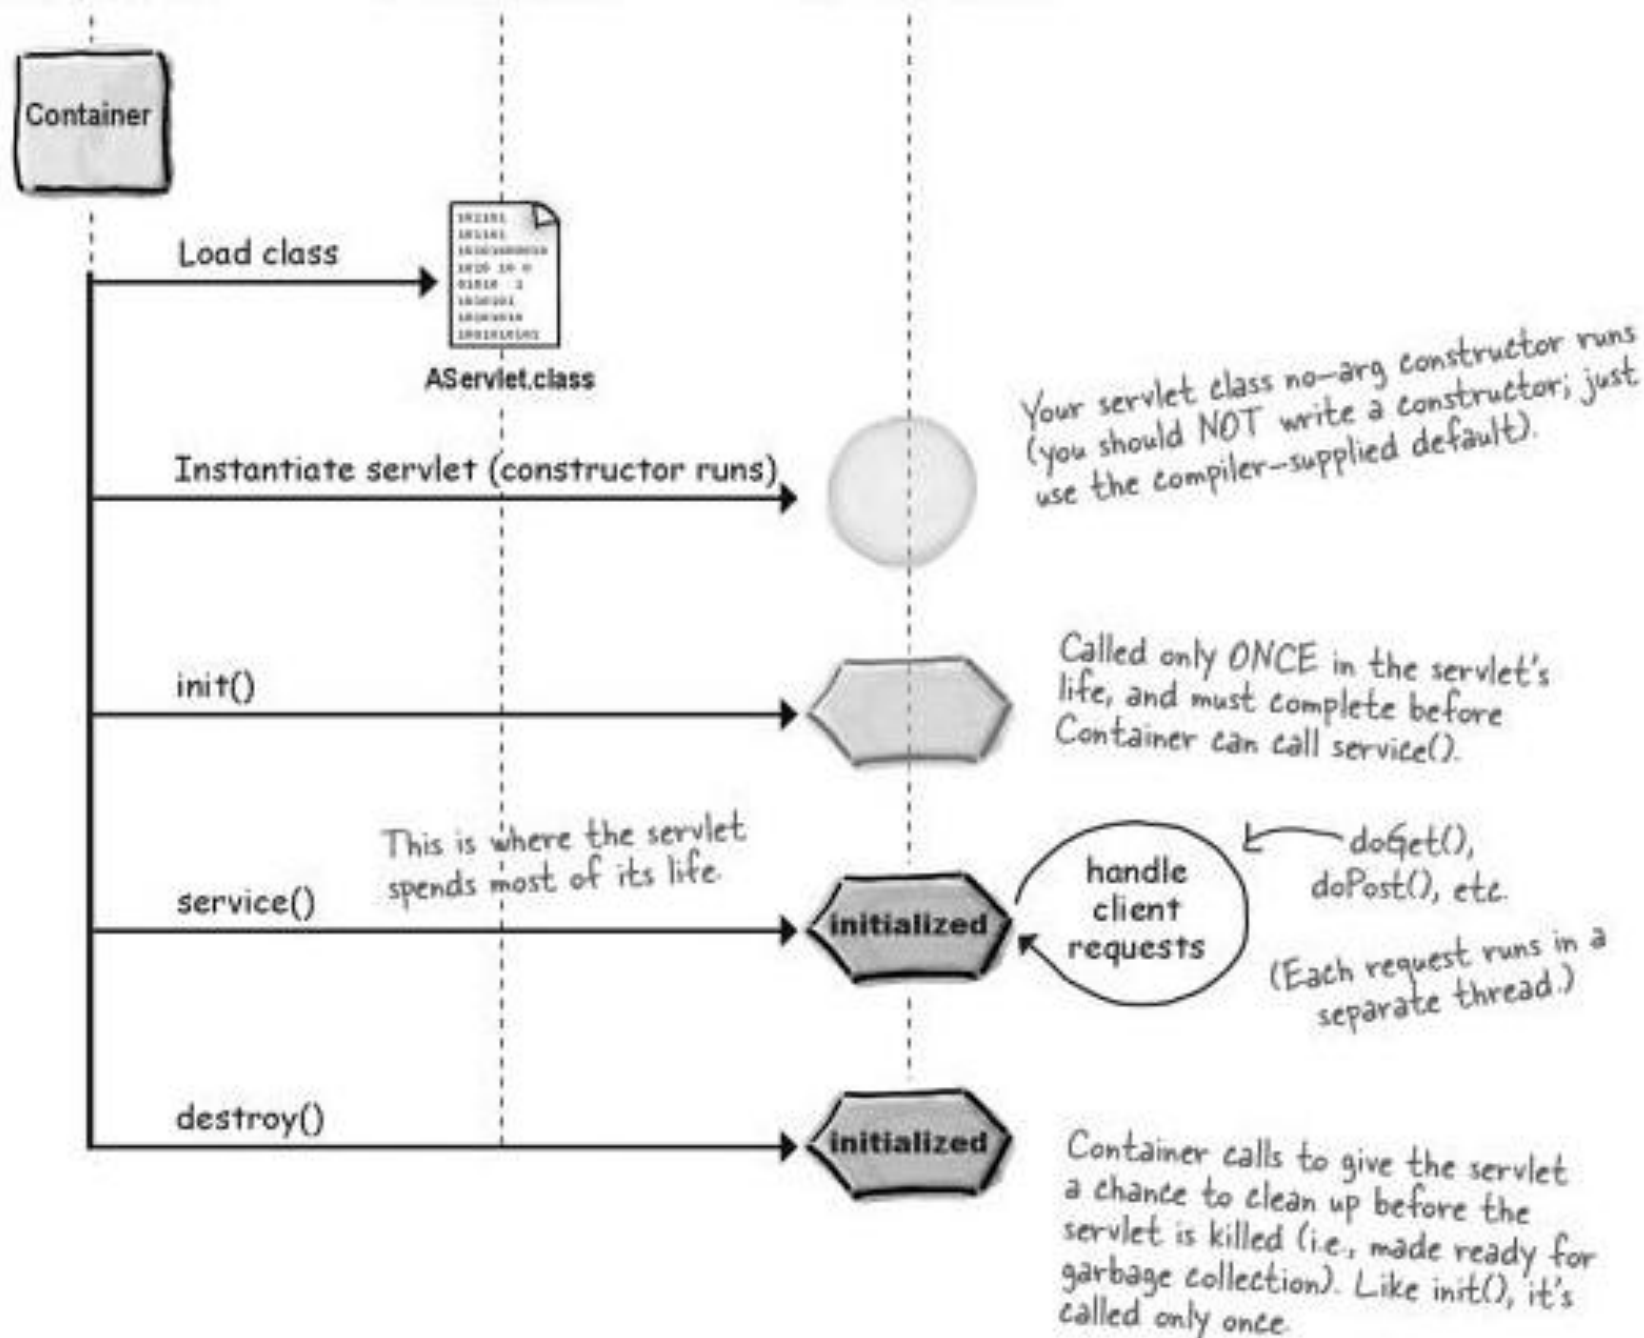 Container
Load class
AServlet.class
Your servlet class no-arg constructor runs
(you should NOT write a constructor; just
use the compiler-supplied default).
Instantiate servlet (constructor runs)
init()
Called only ONCE in the servlet's
life, and must complete before
Container can call service().
This is where the servlet
spends most of its life.
service()
initialized
handle
client
requests
doGet(),
doPost(), etc.
(Each request runs in a
separate thread.)
destroy()
initialized
Container calls to give the servlet
a chance to clean up before the
servlet is killed (i.e., made ready for
garbage collection). Like init(), it's
called only once.